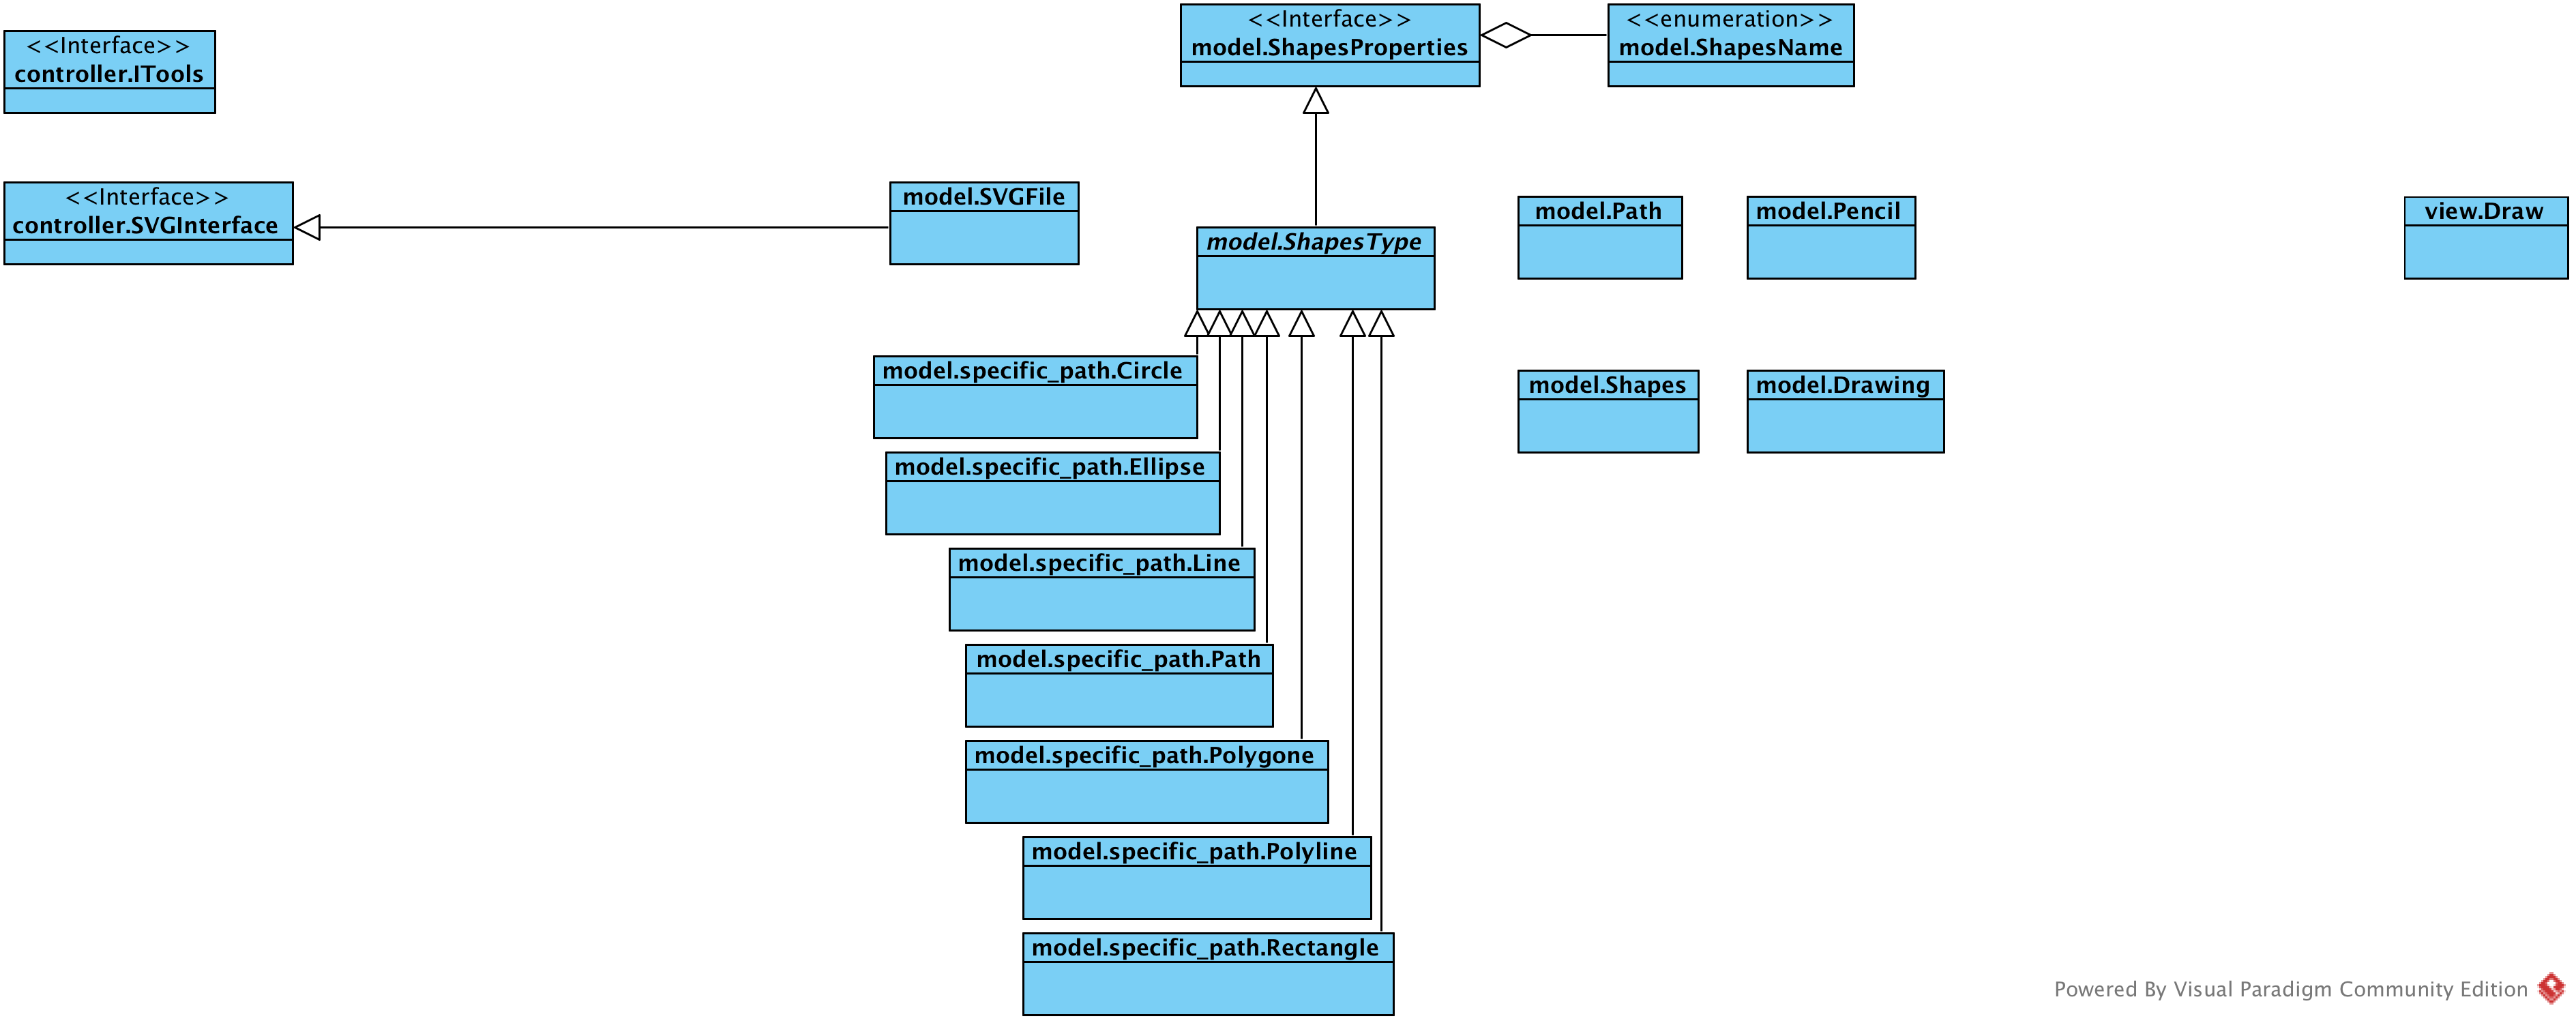 <<Interface>>
controller.ITools
<<Interface>>
model.ShapesProperties
<<enumeration>>
model.ShapesName
<<Interface>>
controller.SVGInterface
model.SVGFile
model.ShapesType
model.Path
model.Pencil
view.Draw
model.specific_path.Circle
model.Shapes
model.Drawing
model.specific_path.Ellipse
model.specific_path.Line
model.specific_path.Path
model.specific_path.Polygone
model.specific_path.Polyline
model.specific_path.Rectangle
Powered By Visual Paradigm Community Edition